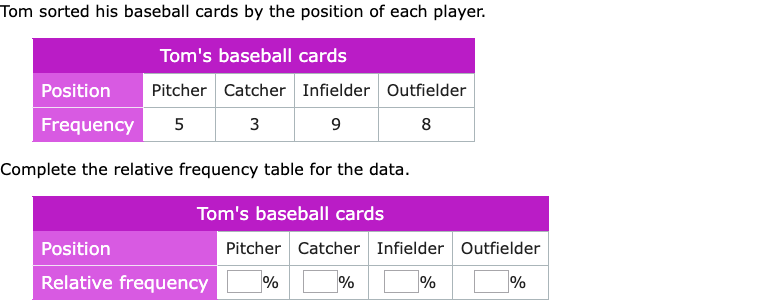 Tom sorted his baseball cards by the position of each player.
Tom's baseball cards
Position Pitcher Catcher Infielder Outfielder
Frequency 5 3 9 8
Complete the relative frequency table for the data.
Tom's baseball cards
Position Pitcher Catcher Infielder Outfielder
Relative frequency % % % %